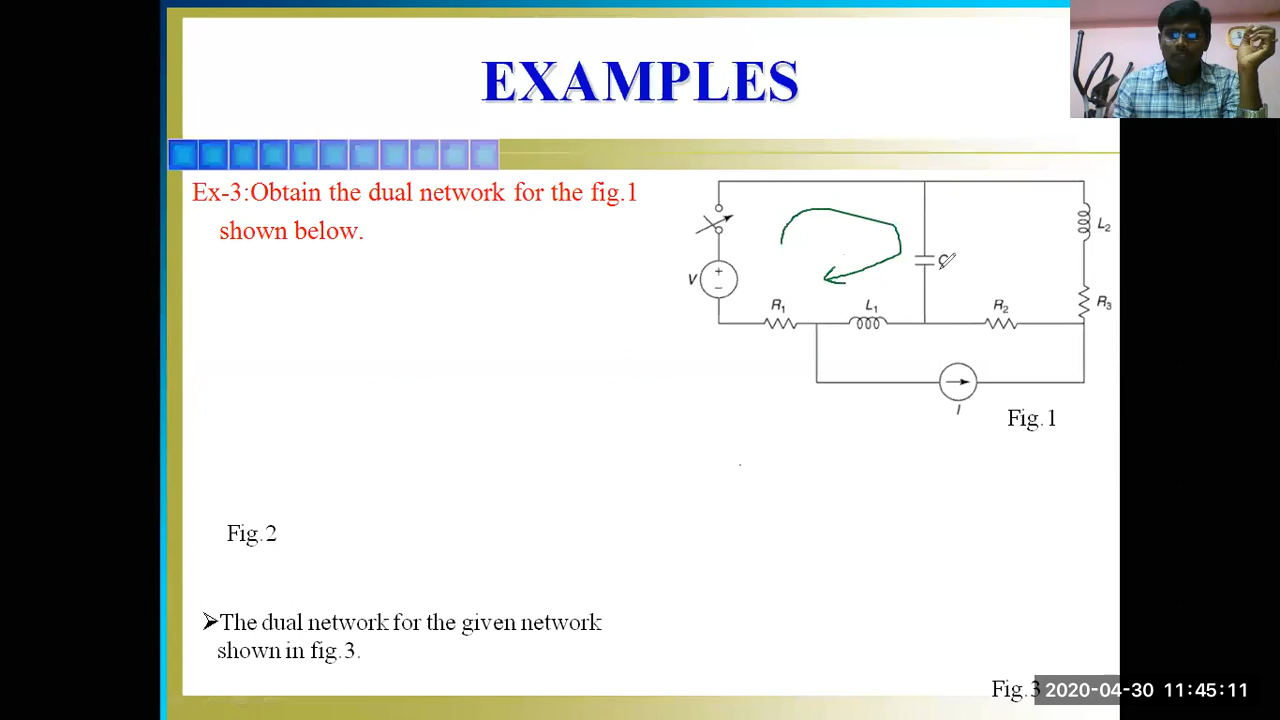 EXAMPLES
Ex-3:Obtain the dual network for the fig.1
shown below.
L2
V
+
−
C
R1
L1
R2
R3
I
Fig.1
Fig.2
➢The dual network for the given network
shown in fig.3.
Fig.3
2020-04-30 11:45:11